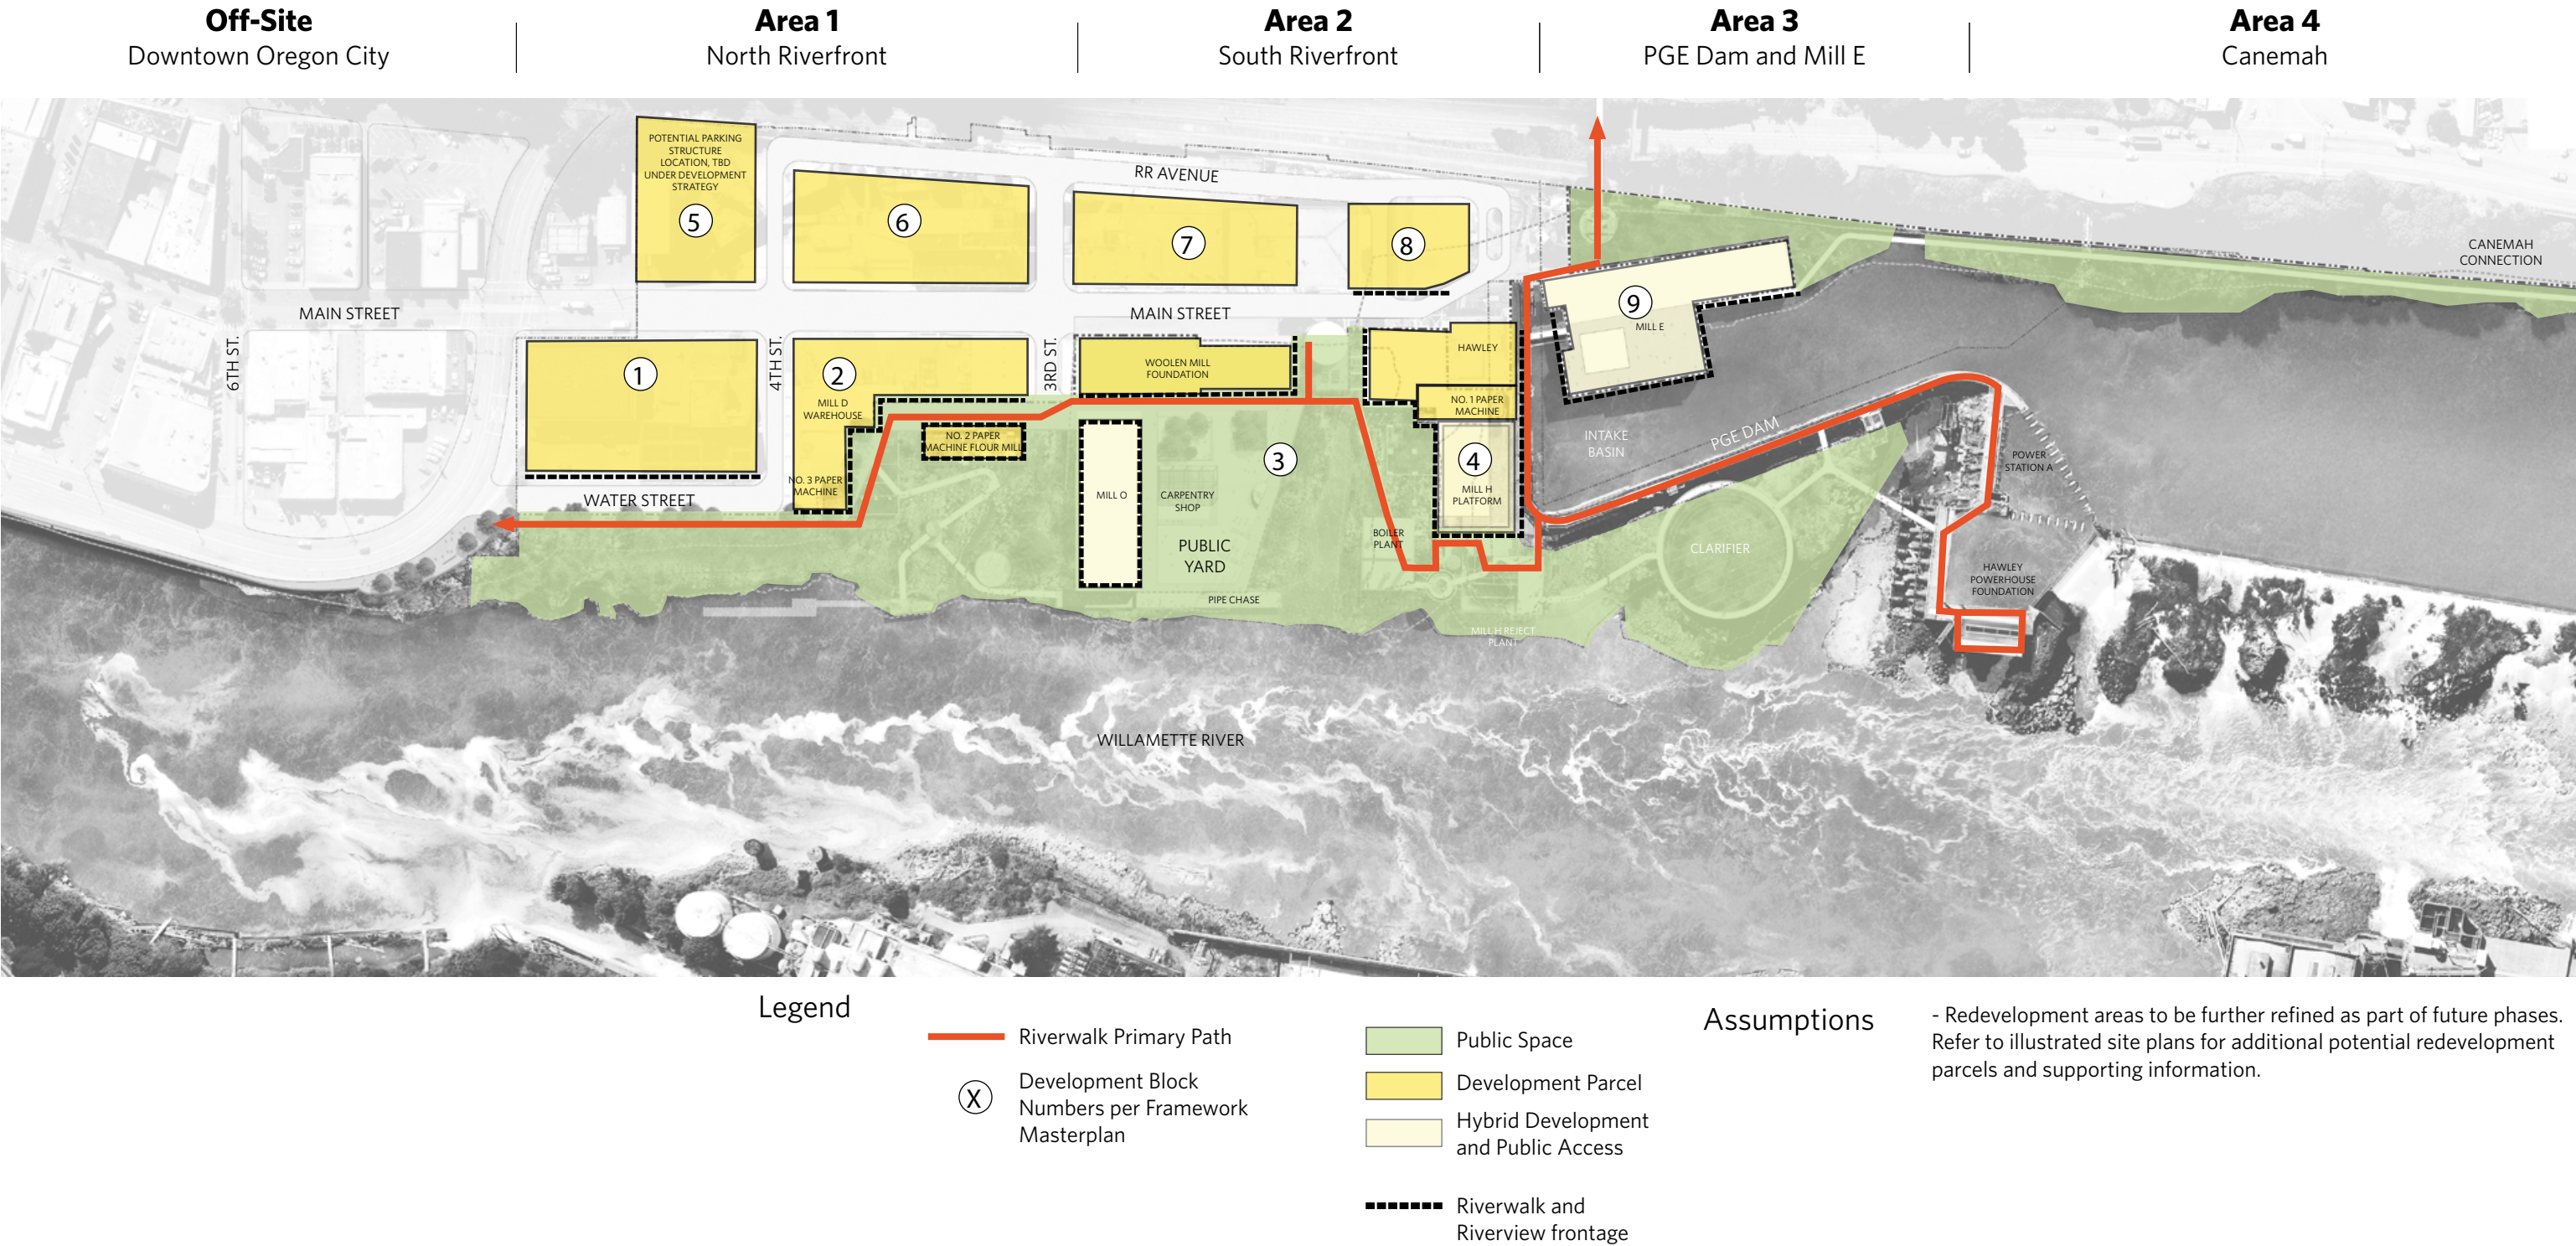 Off-Site
Downtown Oregon City
Area 1
North Riverfront
Area 2
South Riverfront
Area 3
PGE Dam and Mill E
Area 4
Canemah
POTENTIAL PARKING
STRUCTURE
LOCATION, TBD
UNDER DEVELOPMENT
STRATEGY
5
6
RR AVENUE
7
8
CANEMAH
CONNECTION
9
MILL E
MAIN STREET
MAIN STREET
6TH ST.
4TH ST.
3RD ST.
1
2
MILL D
WAREHOUSE
WOOLEN MILL
FOUNDATION
HAWLEY
NO. 1 PAPER
MACHINE
NO. 2 PAPER
MACHINE FLOUR MILL
NO. 3 PAPER
MACHINE
WATER STREET
MILL O
CARPENTRY
SHOP
3
4
MILL H
PLATFORM
INTAKE
BASIN
PGE DAM
POWER
STATION A
BOILER
PLANT
PUBLIC
YARD
CLARIFIER
HAWLEY
POWERHOUSE
FOUNDATION
PIPE CHASE
MILL H REJECT
PLANT
WILLAMETTE RIVER
Legend
Riverwalk Primary Path
X
Development Block
Numbers per Framework
Masterplan
Public Space
Development Parcel
Hybrid Development
and Public Access
Riverwalk and
Riverview frontage
Assumptions
- Redevelopment areas to be further refined as part of future phases.
Refer to illustrated site plans for additional potential redevelopment
parcels and supporting information.